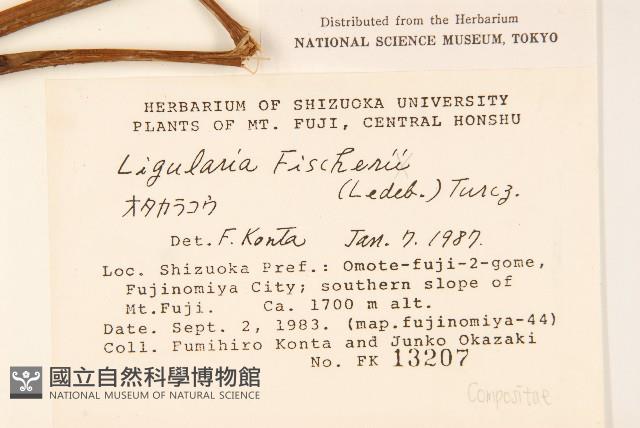 Distributed from the Herbarium
NATIONAL SCIENCE MUSEUM, TOKYO
HERBARIUM OF SHIZUOKA UNIVERSITY
PLANTS OF MT. FUJI, CENTRAL HONSHU
Ligularia Fischerii
(Ledeb.) Turcz.
オタカラコウ
Det. F. Konta Jan. 7. 1987.
Loc. Shizuoka Pref.: Omote-fuji-2-gome,
Fujinomiya City; southern slope of
Mt.Fuji. Ca. 1700 m alt.
Date. Sept. 2, 1983. (map.fujinomiya-44)
Coll. Fumihiro Konta and Junko Okazaki
No. FK 13207
國立自然科學博物館
NATIONAL MUSEUM OF NATURAL SCIENCE
Compositae